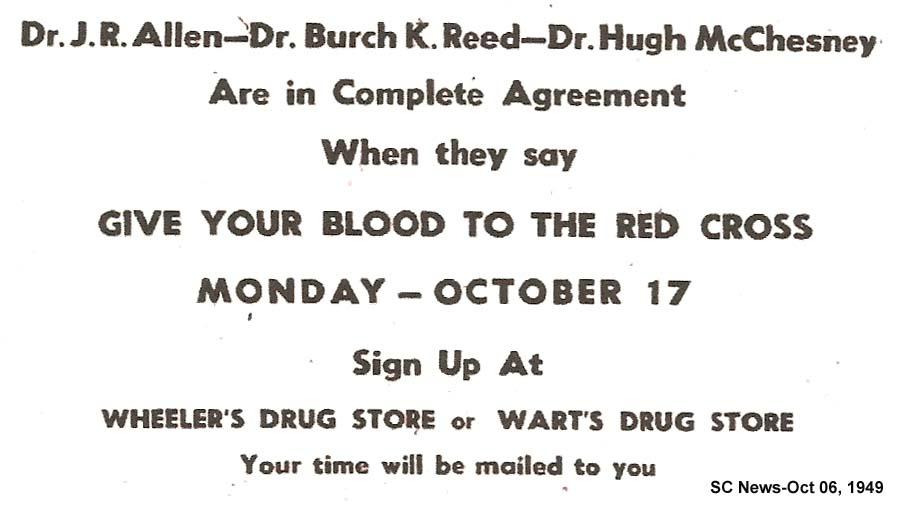 Dr. J.R. Allen—Dr. Burch K. Reed—Dr. Hugh McChesney
Are in Complete Agreement
When they say
GIVE YOUR BLOOD TO THE RED CROSS
MONDAY — OCTOBER 17
Sign Up At
WHEELER'S DRUG STORE or WART'S DRUG STORE
Your time will be mailed to you
SC News-Oct 06, 1949